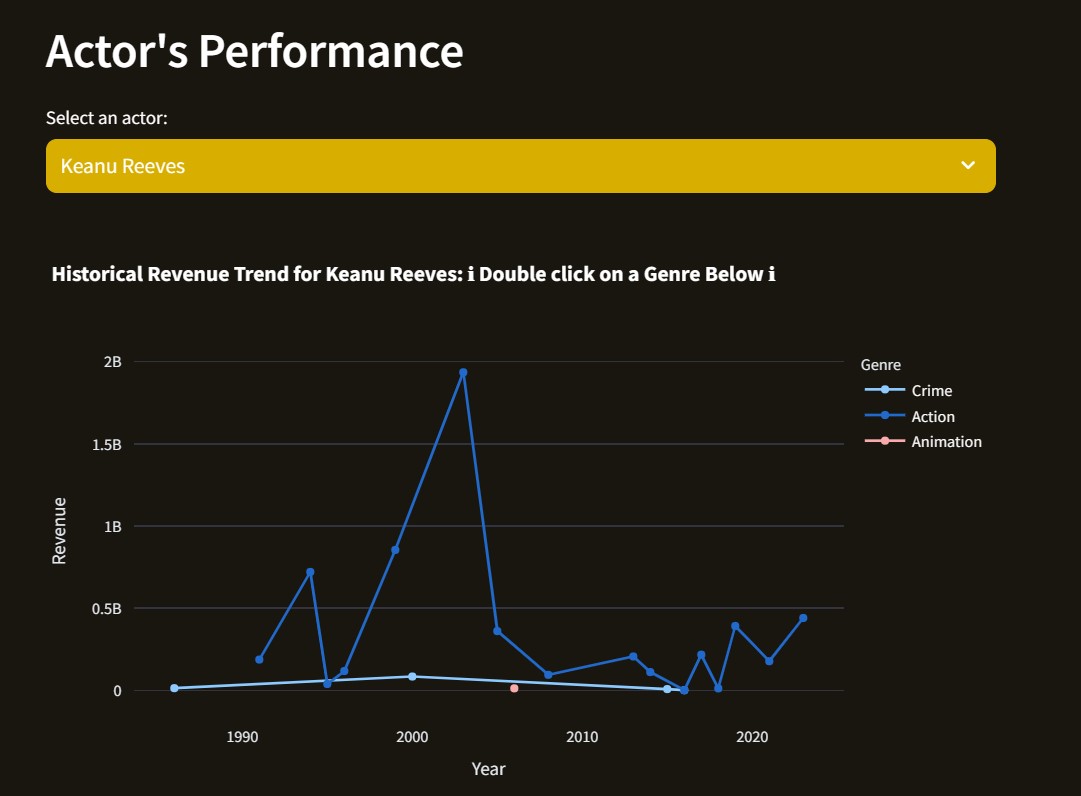 Actor's Performance
Select an actor:
Keanu Reeves
Historical Revenue Trend for Keanu Reeves: i Double click on a Genre Below i
2B
1.5B
1B
0.5B
0
Revenue
1990
2000
2010
2020
Year
Genre
Crime
Action
Animation